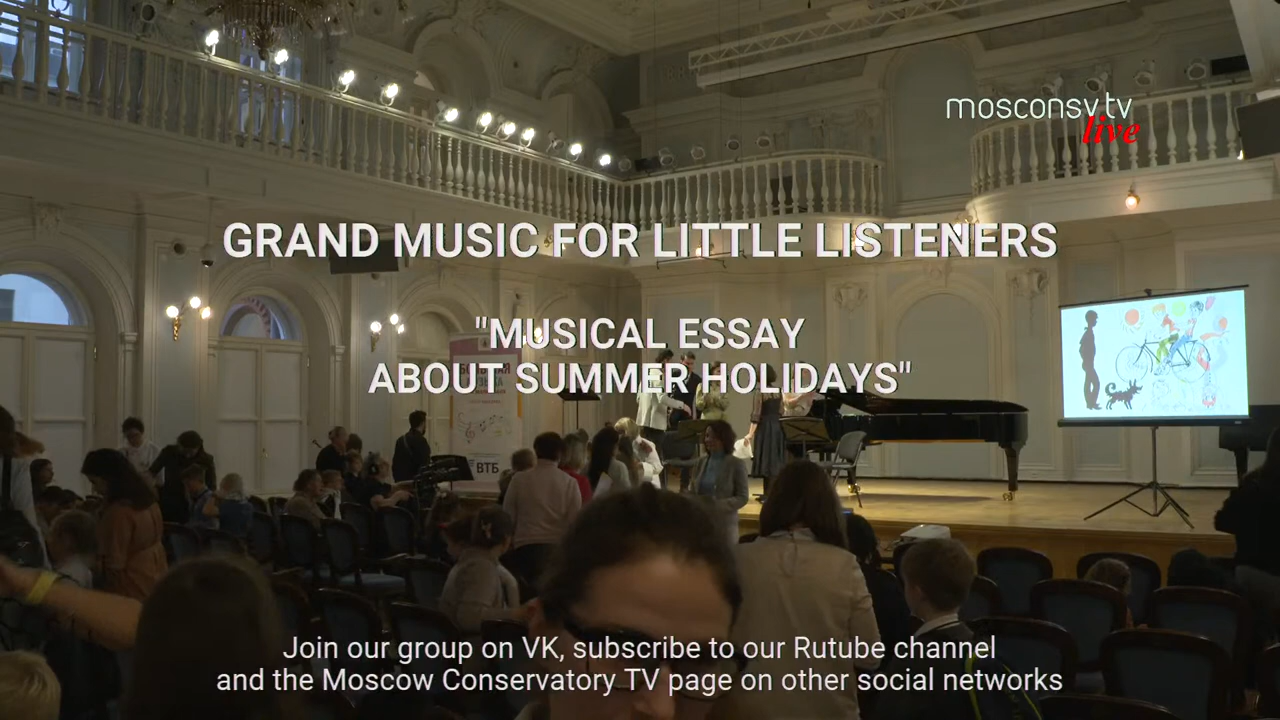 mosconsv.tv
live
GRAND MUSIC FOR LITTLE LISTENERS
"MUSICAL ESSAY
ABOUT SUMMER HOLIDAYS"
ВТБ
Join our group on VK, subscribe to our Rutube channel
and the Moscow Conservatory TV page on other social networks